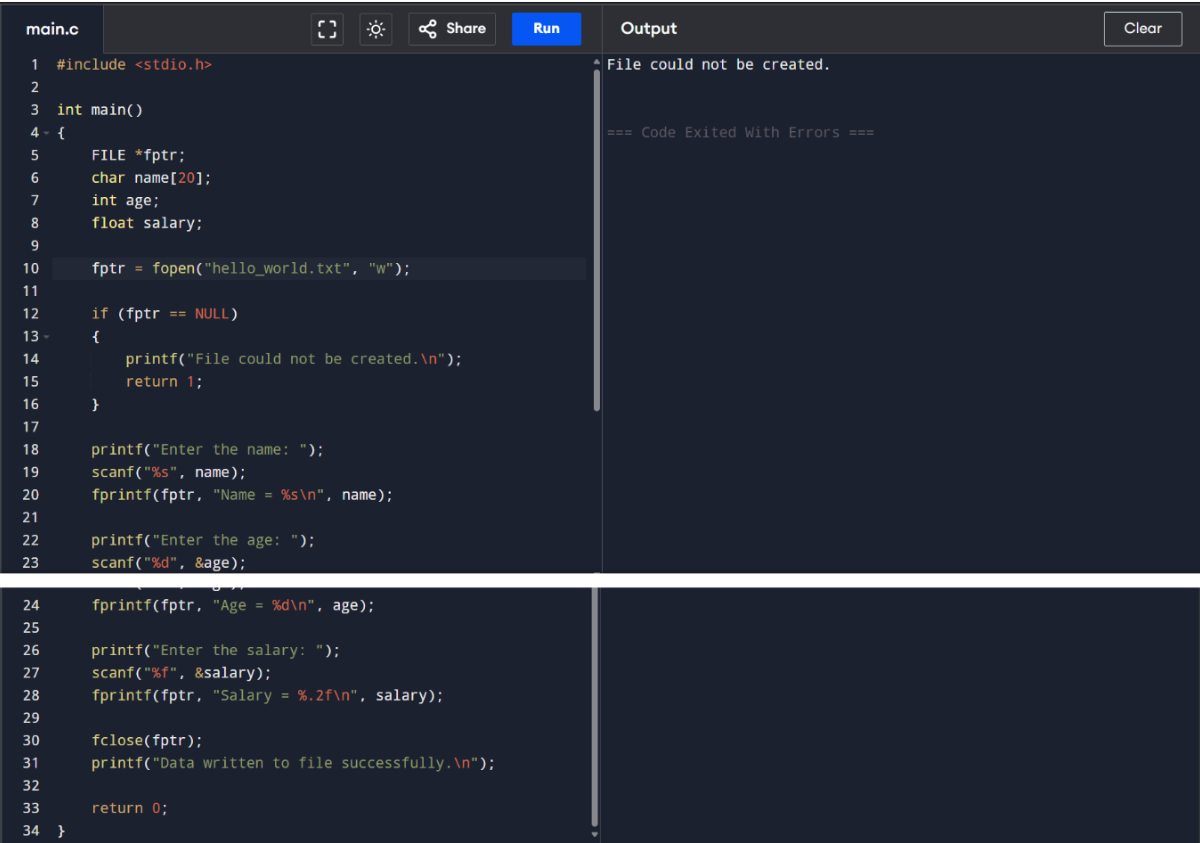 main.c
Share
Run
Output
Clear
1 #include <stdio.h>
2
3 int main()
4 {
5     FILE *fptr;
6     char name[20];
7     int age;
8     float salary;
9
10     fptr = fopen("hello_world.txt", "w");
11
12     if (fptr == NULL)
13     {
14         printf("File could not be created.\n");
15         return 1;
16     }
17
18     printf("Enter the name: ");
19     scanf("%s", name);
20     fprintf(fptr, "Name = %s\n", name);
21
22     printf("Enter the age: ");
23     scanf("%d", &age);
24     fprintf(fptr, "Age = %d\n", age);
25
26     printf("Enter the salary: ");
27     scanf("%f", &salary);
28     fprintf(fptr, "Salary = %.2f\n", salary);
29
30     fclose(fptr);
31     printf("Data written to file successfully.\n");
32
33     return 0;
34 }
File could not be created.
=== Code Exited With Errors ===